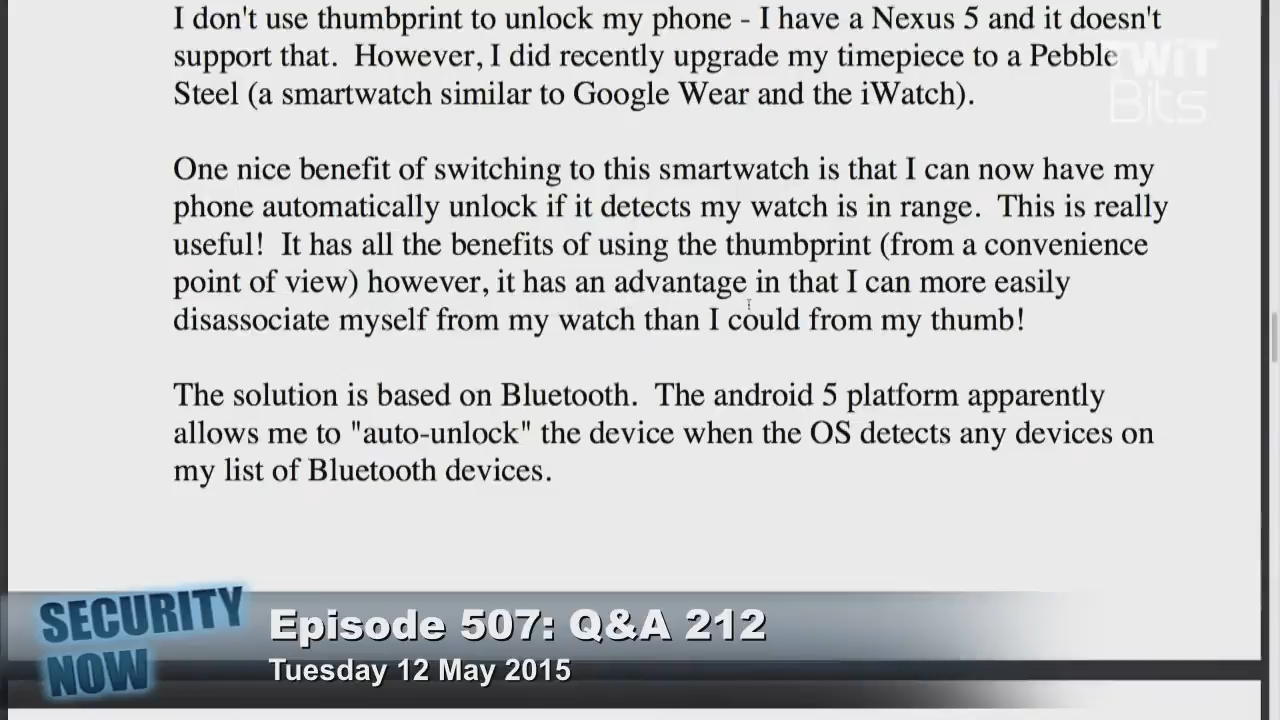 I don't use thumbprint to unlock my phone - I have a Nexus 5 and it doesn't
support that.  However, I did recently upgrade my timepiece to a Pebble
Steel (a smartwatch similar to Google Wear and the iWatch).
TWiT
Bits
One nice benefit of switching to this smartwatch is that I can now have my
phone automatically unlock if it detects my watch is in range.  This is really
useful!  It has all the benefits of using the thumbprint (from a convenience
point of view) however, it has an advantage in that I can more easily
disassociate myself from my watch than I could from my thumb!
The solution is based on Bluetooth.  The android 5 platform apparently
allows me to "auto-unlock" the device when the OS detects any devices on
my list of Bluetooth devices.
SECURITY
NOW
Episode 507: Q&A 212
Tuesday 12 May 2015